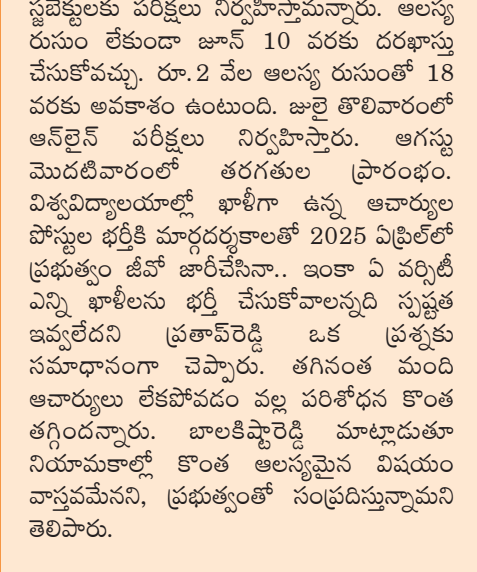 సబ్జెక్టులకు పరీక్షలు నిర్వహిస్తామన్నారు. ఆలస్య
రుసుం లేకుండా జూన్ 10 వరకు దరఖాస్తు
చేసుకోవచ్చు. రూ.2 వేల ఆలస్య రుసుంతో 18
వరకు అవకాశం ఉంటుంది. జులై తొలివారంలో
ఆన్‌లైన్ పరీక్షలు నిర్వహిస్తారు. ఆగస్టు
మొదటివారంలో తరగతుల ప్రారంభం.
విశ్వవిద్యాలయాల్లో ఖాళీగా ఉన్న ఆచార్యుల
పోస్టుల భర్తీకి మార్గదర్శకాలతో 2025 ఏప్రిల్‌లో
ప్రభుత్వం జీవో జారీచేసినా.. ఇంకా ఏ వర్సిటీ
ఎన్ని ఖాళీలను భర్తీ చేసుకోవాలన్నది స్పష్టత
ఇవ్వలేదని ప్రతాప్‌రెడ్డి ఒక ప్రశ్నకు
సమాధానంగా చెప్పారు. తగినంత మంది
ఆచార్యులు లేకపోవడం వల్ల పరిశోధన కొంత
తగ్గిందన్నారు. బాలకిష్టారెడ్డి మాట్లాడుతూ
నియామకాల్లో కొంత ఆలస్యమైన విషయం
వాస్తవమేనని, ప్రభుత్వంతో సంప్రదిస్తున్నామని
తెలిపారు.